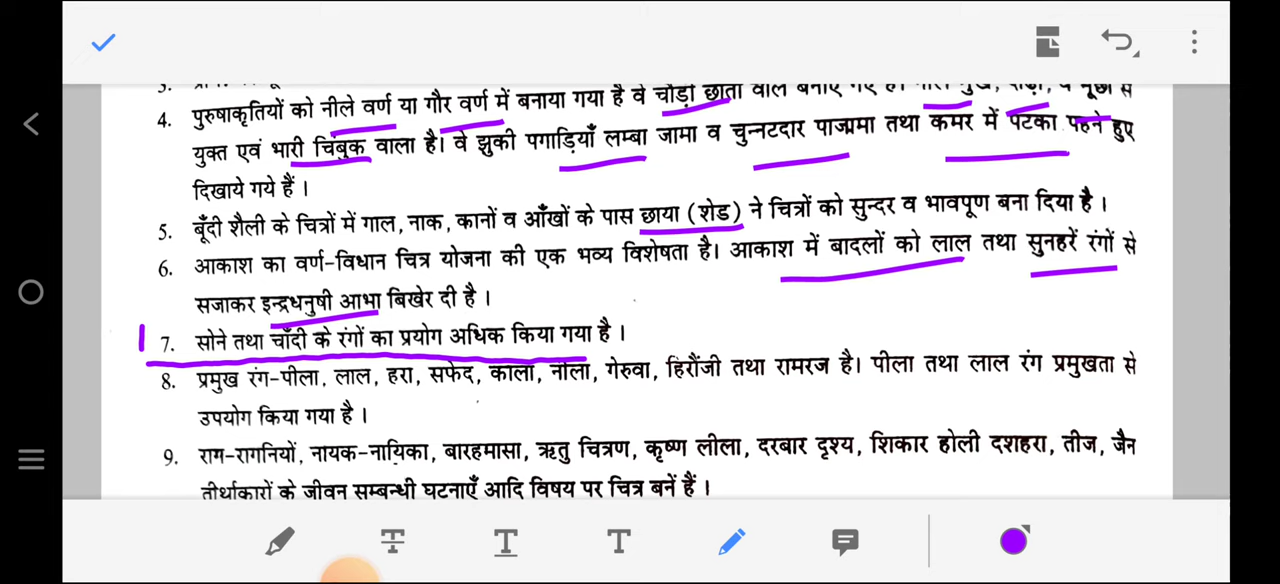 4. पुरुषाकृतियों को नीले वर्ण या गौर वर्ण में बनाया गया है वे चौड़ी छाती वाले बनाए गए हैं।
युक्त एवं भारी चिबुक वाला है। वे झुकी पगाड़ियाँ लम्बा जामा व चुन्नटदार पाज्रामा तथा कमर में पटका पहने हुए
दिखाये गये हैं।
5. बूँदी शैली के चित्रों में गाल, नाक, कानों व आँखों के पास छाया (शेड) ने चित्रों को सुन्दर व भावपूण बना दिया है।
6. आकाश का वर्ण-विधान चित्र योजना की एक भव्य विशेषता है। आकाश में बादलों को लाल तथा सुनहरें रंगों से
सजाकर इन्द्रधनुषी आभा बिखेर दी है।
7. सोने तथा चाँदी के रंगों का प्रयोग अधिक किया गया है।
8. प्रमुख रंग-पीला, लाल, हरा, सफेद, काला, नीला, गेरुवा, हिरौंजी तथा रामरज है। पीला तथा लाल रंग प्रमुखता से
उपयोग किया गया है।
9. राग-रागनियों, नायक-नायिका, बारहमासा, ऋतु चित्रण, कृष्ण लीला, दरबार दृश्य, शिकार होली दशहरा, तीज, जैन
तीर्थाकारों के जीवन सम्बन्धी घटनाएँ आदि विषय पर चित्र बनें हैं।